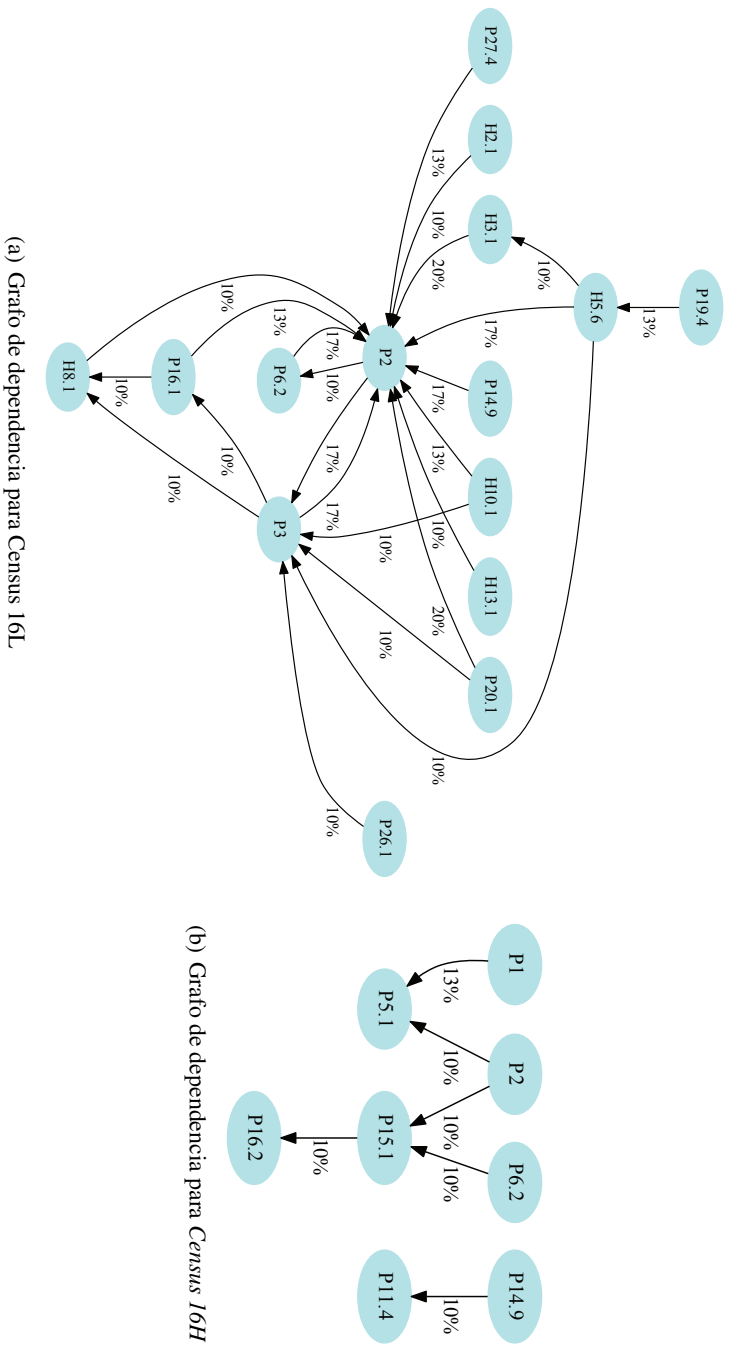 P19.4
13%
H5.6
10%
17%
P27.4
H2.1
H3.1
P14.9
H10.1
H13.1
P20.1
13%
10%
20%
17%
13%
10%
20%
10%
P2
10%
10%
P26.1
17%
10%
17%
17%
10%
13%
P6.2
P3
10%
10%
P16.1
10%
10%
H8.1
(a) Grafo de dependencia para Census 16L
P1
P2
P6.2
P14.9
13%
10%
10%
10%
10%
P5.1
P15.1
P11.4
10%
P16.2
(b) Grafo de dependencia para Census 16H